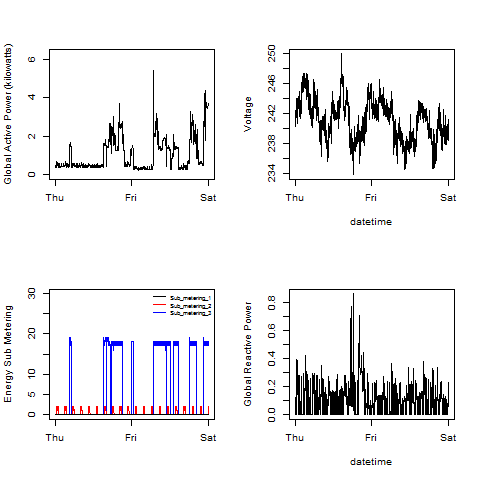 Global Active Power (kilowatts)
0 2 4 6
Thu Fri Sat
Voltage
234 238 242 246 250
Thu Fri Sat
datetime
Energy Sub Metering
0 5 10 20 30
Sub_metering_1
Sub_metering_2
Sub_metering_3
Thu Fri Sat
Global Reactive Power
0.0 0.2 0.4 0.6 0.8
Thu Fri Sat
datetime